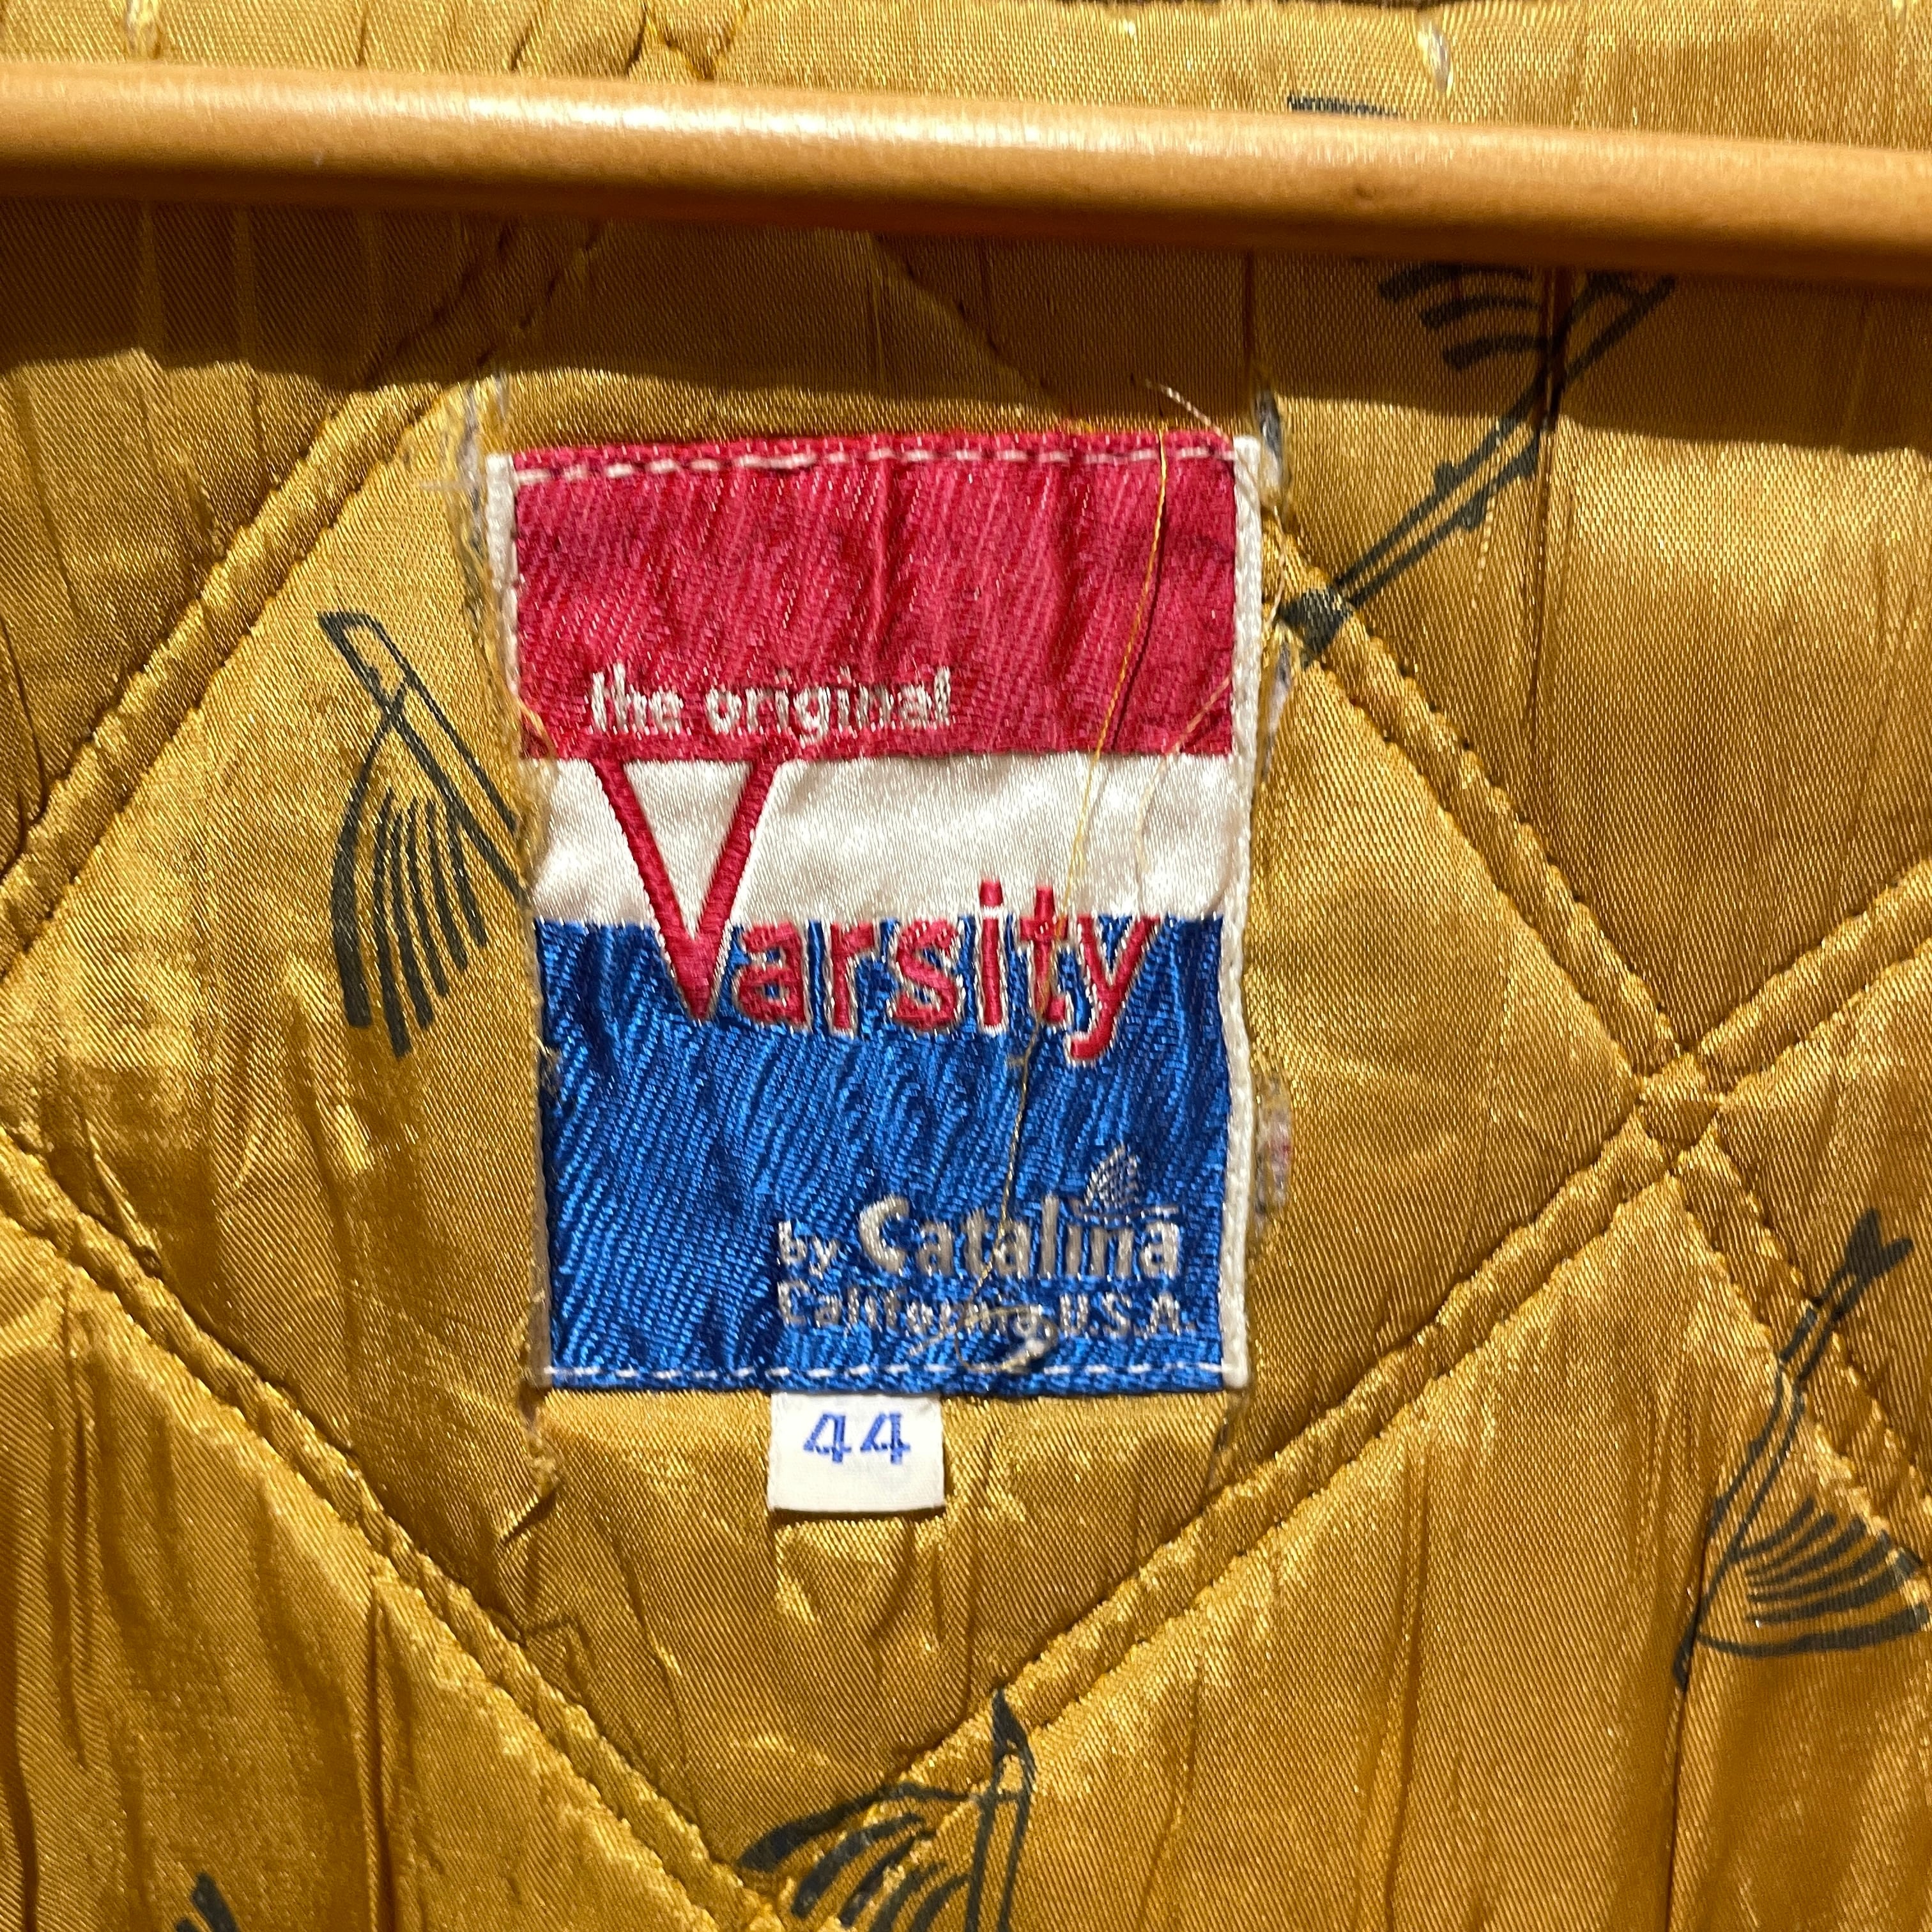 the original
Varsity
by Catalina
California, U.S.A.
44